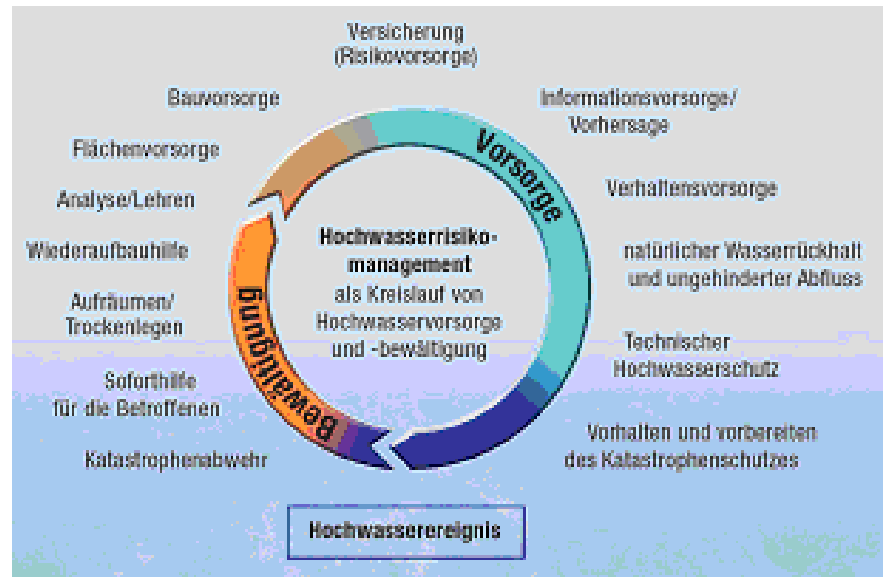 Versicherung
(Risikovorsorge)
Informationsvorsorge/
Vorhersage
Verhaltensvorsorge
natürlicher Wasserrückhalt
und ungehinderter Abfluss
Technischer
Hochwasserschutz
Vorhalten und vorbereiten
des Katastrophenschutzes
Hochwasserereignis
Katastrophenabwehr
Soforthilfe
für die Betroffenen
Aufräumen/
Trockenlegen
Wiederaufbauhilfe
Analyse/Lehren
Flächenvorsorge
Bauvorsorge
Vorsorge
Bewältigung
Hochwasserrisiko-
management
als Kreislauf von
Hochwasservorsorge
und -bewältigung